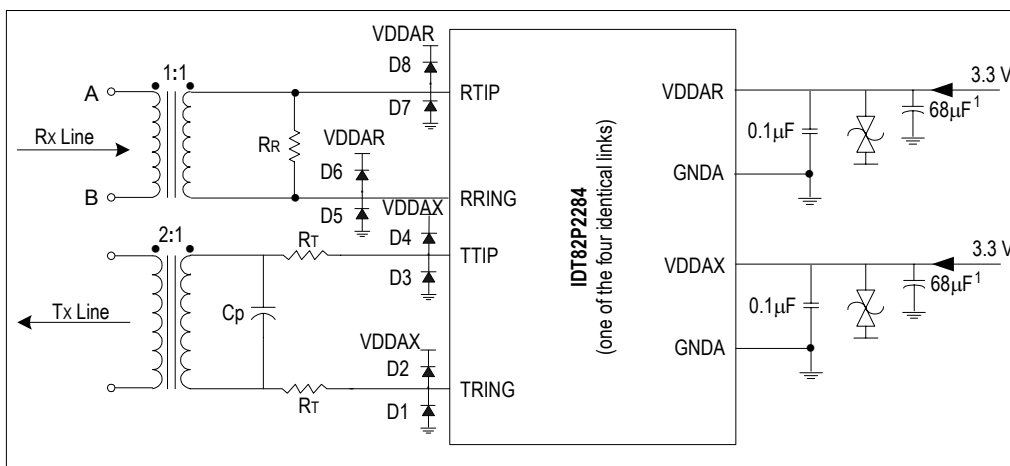 VDDAR
D8
D7
1:1
A
B
Rx Line
RR
VDDAR
D6
D5
RTIP
RRING
VDDAX
D4
D3
2:1
RT
TTIP
Tx Line
Cp
VDDAX
D2
D1
RT
TRING
IDT82P2284
(one of the four identical links)
VDDAR
3.3 V
0.1µF
68µF1
GNDA
VDDAX
3.3 V
0.1µF
68µF1
GNDA